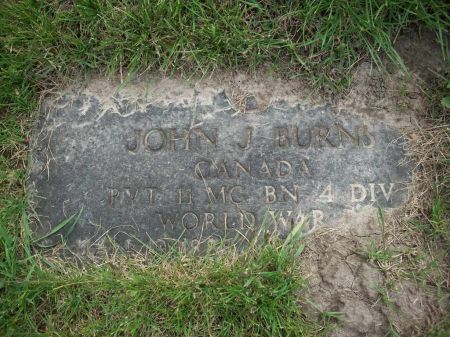 JOHN J BURNS
CANADA
PVT 11 MG BN 4 DIV
WORLD WAR